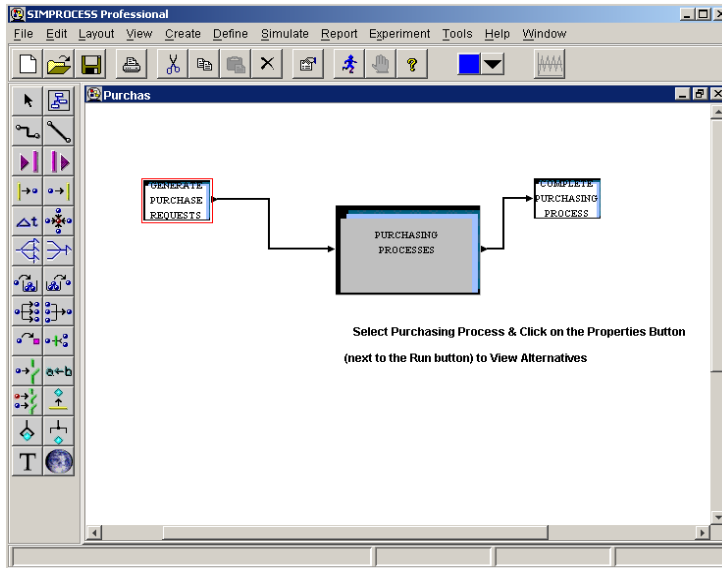 SIMPROCESS Professional
File Edit Layout View Create Define Simulate Report Experiment Tools Help Window
Purchas
GENERATE
PURCHASE
REQUESTS
PURCHASING
PROCESSES
COMPLETE
PURCHASING
PROCESS
Select Purchasing Process & Click on the Properties Button
(next to the Run button) to View Alternatives
Δt
a←b
T